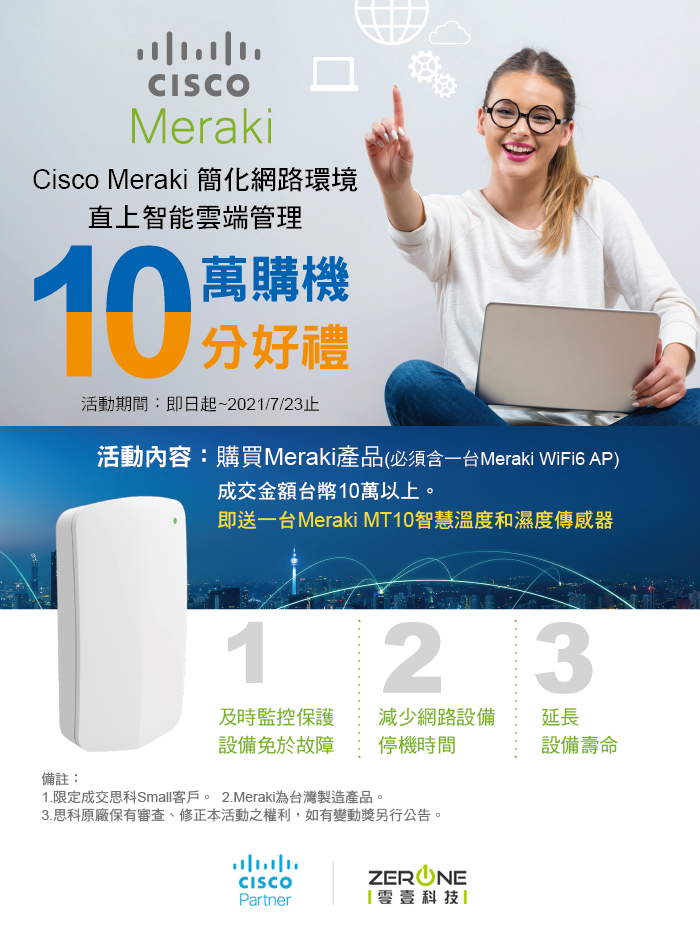 CISCO
Meraki
Cisco Meraki 簡化網路環境
直上智能雲端管理
10萬購機
分好禮
活動期間：即日起~2021/7/23止
活動內容：購買Meraki產品(必須含一台Meraki WiFi6 AP)
成交金額台幣10萬以上。
即送一台Meraki MT10智慧溫度和濕度傳感器
1 2 3
及時監控保護 減少網路設備 延長
設備免於故障 停機時間 設備壽命
備註：
1.限定成交思科Small客戶。 2.Meraki為台灣製造產品。
3.思科原廠保有審查、修正本活動之權利，如有變動獎另行公告。
CISCO ZERONE
Partner 零壹科技